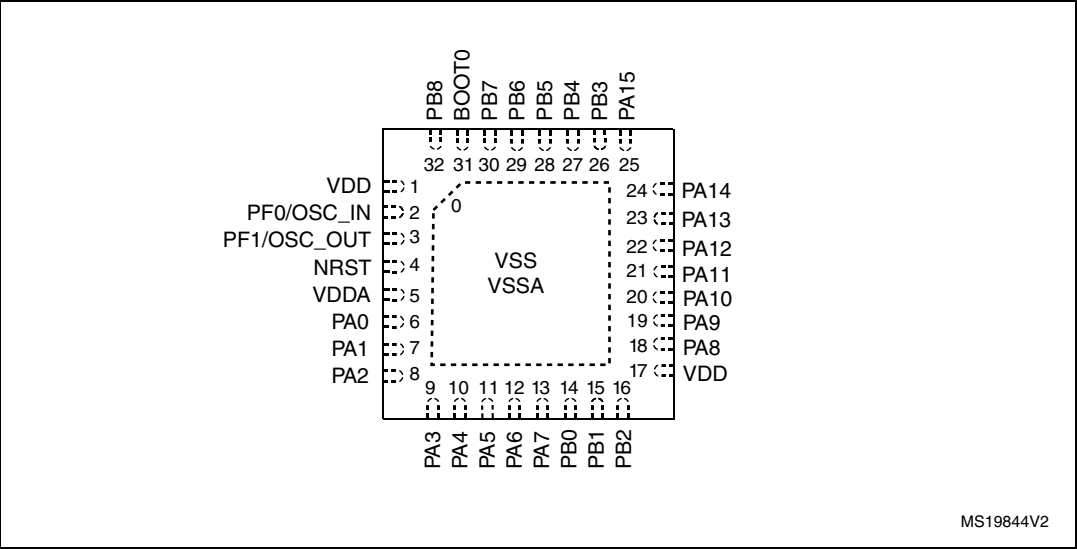 PB8
BOOT0
PB7
PB6
PB5
PB4
PB3
PA15
32 31 30 29 28 27 26 25
VDD 1
PF0/OSC_IN 2
PF1/OSC_OUT 3
NRST 4
VDDA 5
PA0 6
PA1 7
PA2 8
0
VSS
VSSA
24 PA14
23 PA13
22 PA12
21 PA11
20 PA10
19 PA9
18 PA8
17 VDD
9 10 11 12 13 14 15 16
PA3
PA4
PA5
PA6
PA7
PB0
PB1
PB2
MS19844V2